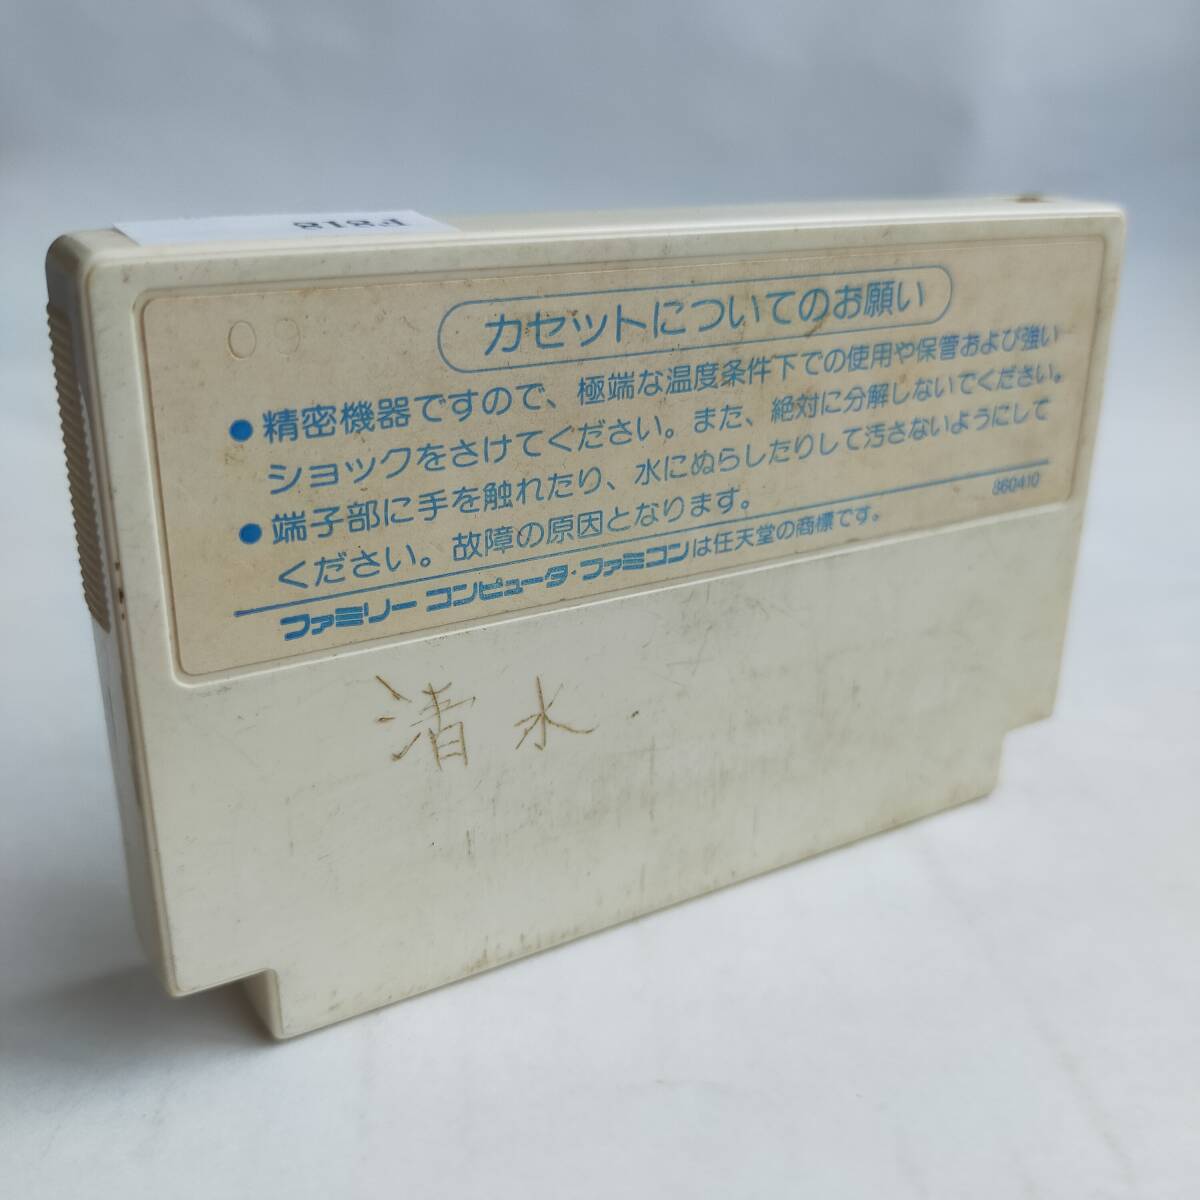 カセットについてのお願い
●精密機器ですので、極端な温度条件下での使用や保管および強い
ショックをさけてください。また、絶対に分解しないでください。
●端子部に手を触れたり、水にぬらしたりして汚さないようにして
ください。故障の原因となります。
860410
ファミリーコンピュータ・ファミコンは任天堂の商標です。
清水